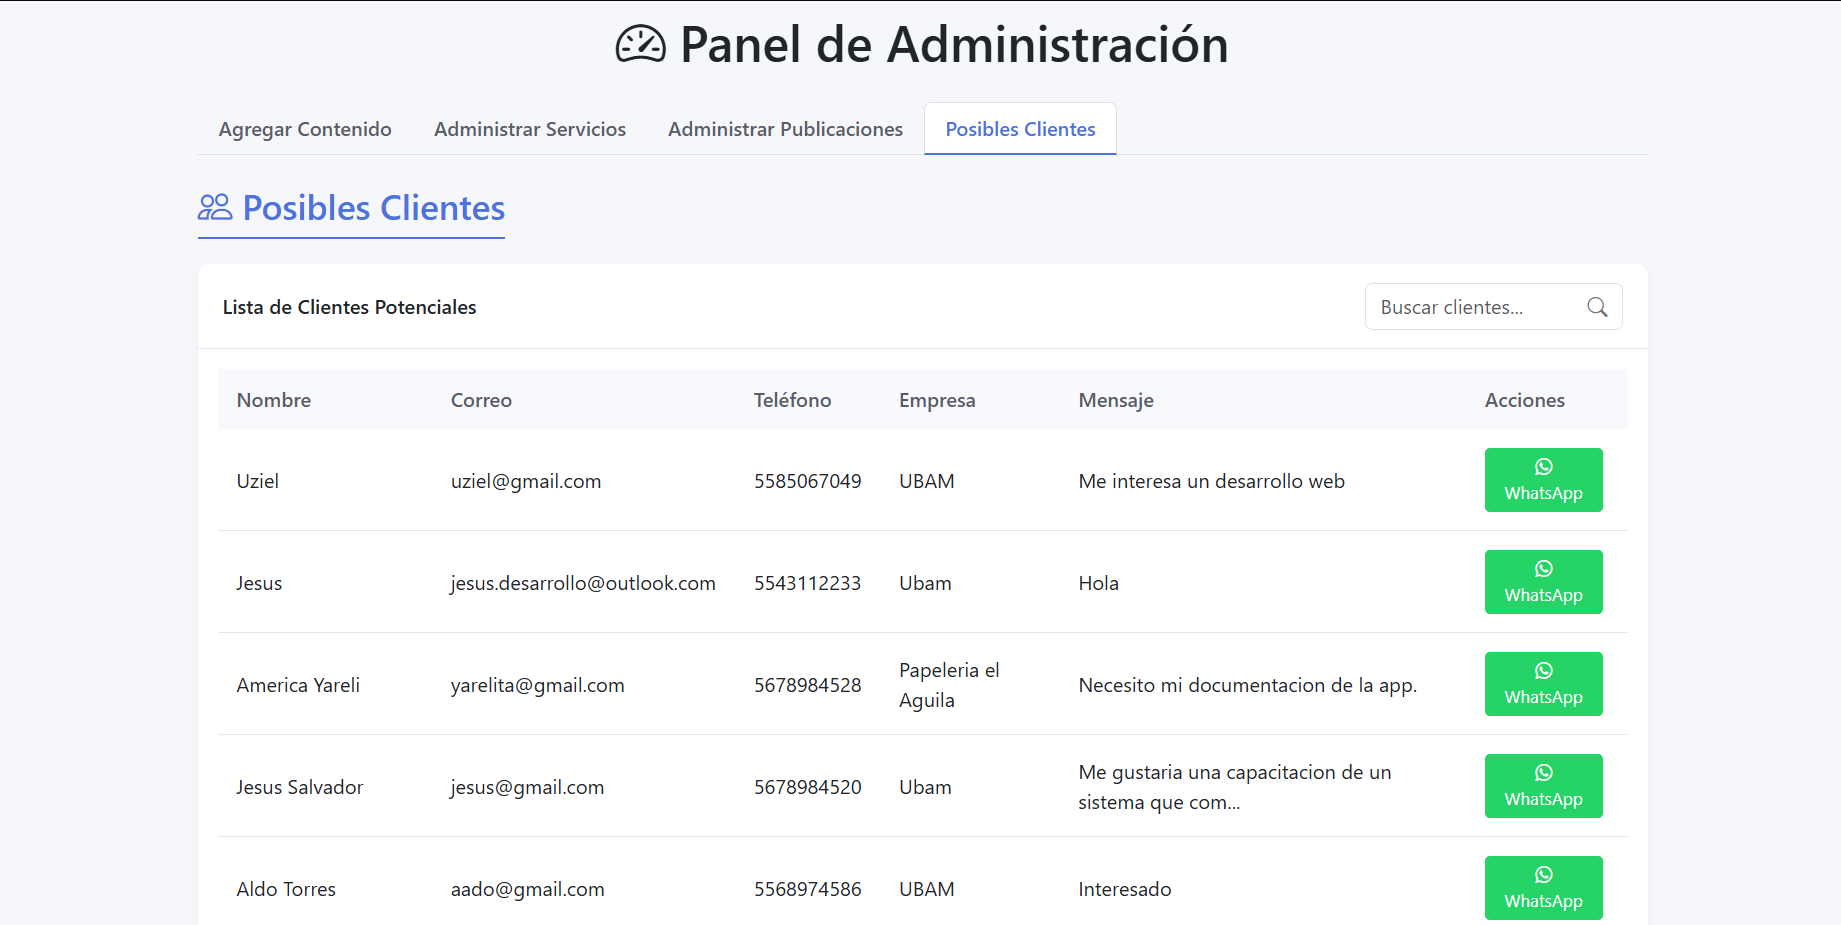 Panel de Administración
Agregar Contenido Administrar Servicios Administrar Publicaciones Posibles Clientes
Posibles Clientes
Lista de Clientes Potenciales Buscar clientes...
Nombre Correo Teléfono Empresa Mensaje Acciones
Uziel uziel@gmail.com 5585067049 UBAM Me interesa un desarrollo web WhatsApp
Jesus jesus.desarrollo@outlook.com 5543112233 Ubam Hola WhatsApp
America Yareli yarelita@gmail.com 5678984528 Papeleria el Aguila Necesito mi documentacion de la app. WhatsApp
Jesus Salvador jesus@gmail.com 5678984520 Ubam Me gustaria una capacitacion de un sistema que com... WhatsApp
Aldo Torres aado@gmail.com 5568974586 UBAM Interesado WhatsApp